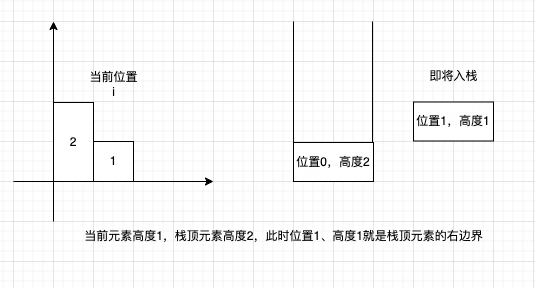 当前位置
i
即将入栈
2
1
位置0，高度2
位置1，高度1
当前元素高度1，栈顶元素高度2，此时位置1、高度1就是栈顶元素的右边界